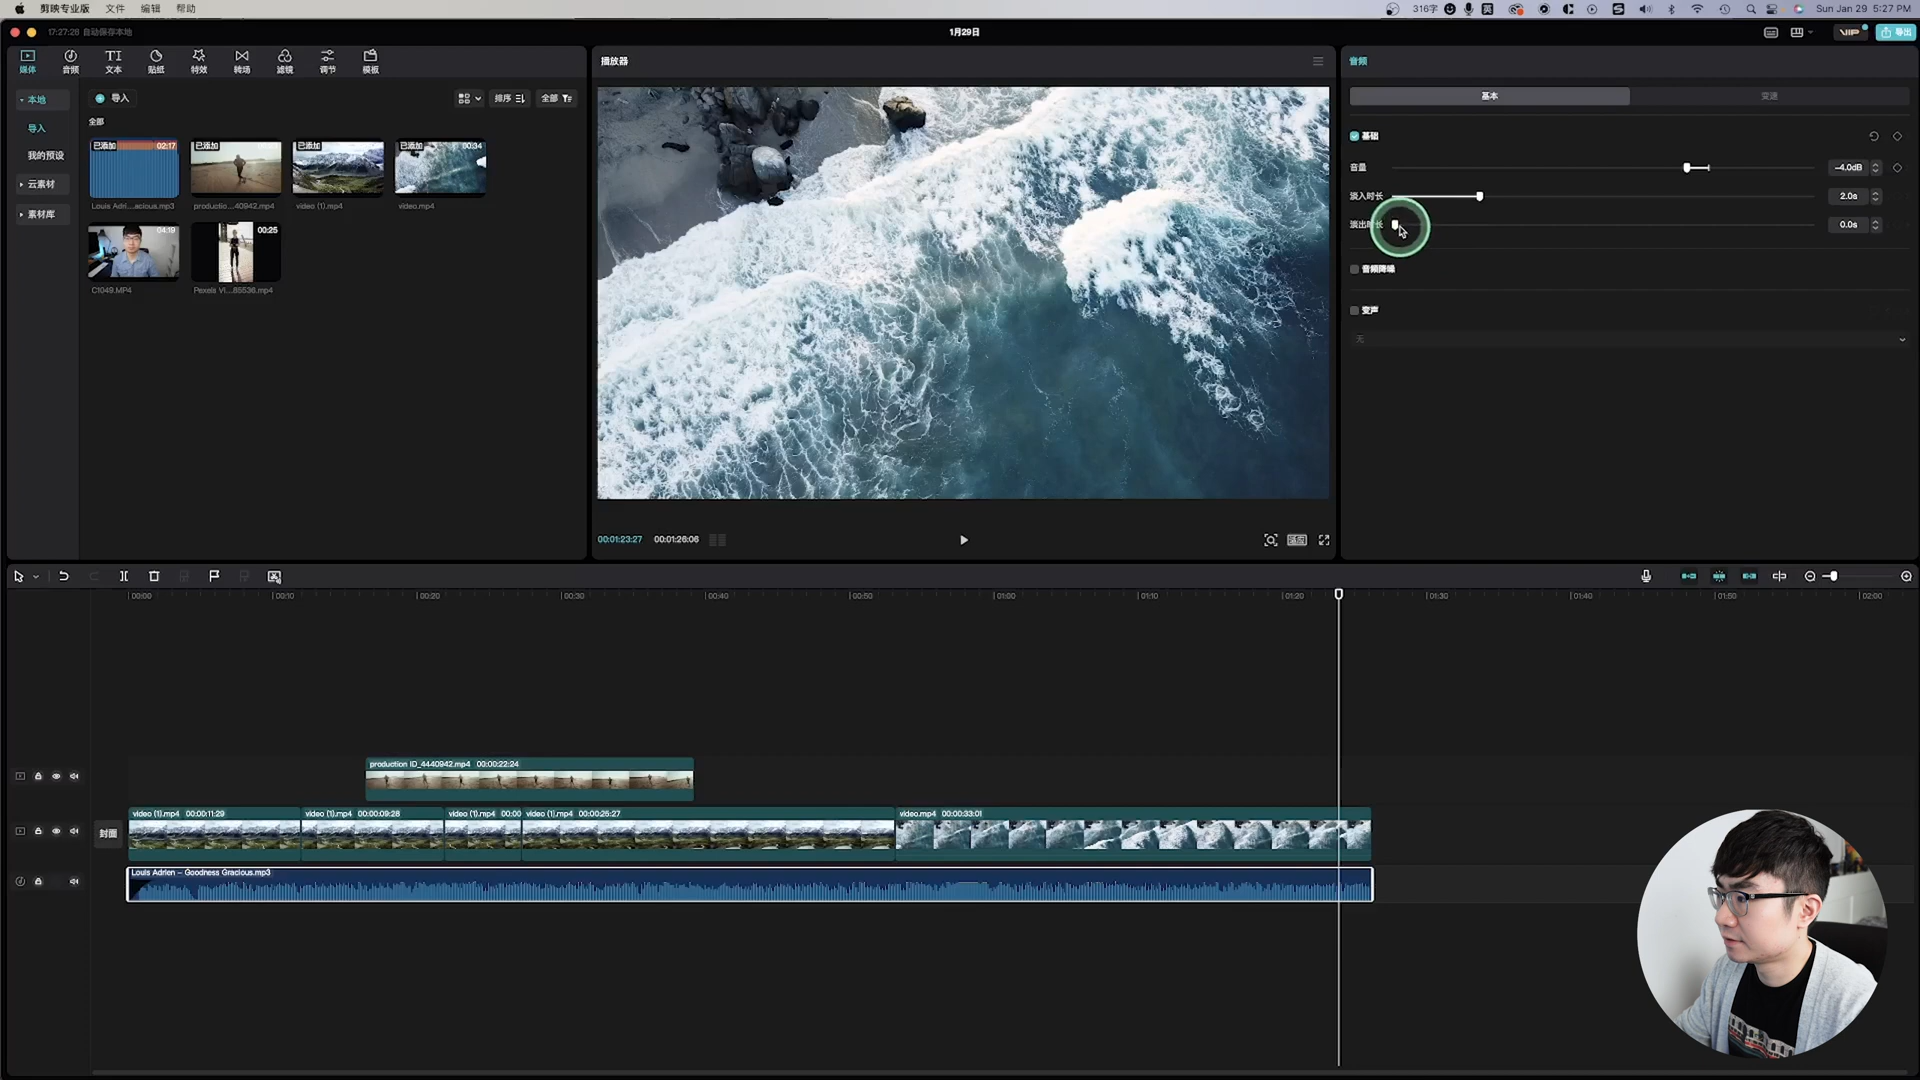 剪映专业版 文件 编辑 帮助
316字 英 Sun Jan 29 5:27 PM
17:27:26 自动保存本地
1月29日
VIP 导出
媒体 音频 文本 贴纸 特效 转场 滤镜 调节 模板
本地
导入
我的预设
云素材
素材库
导入 排序 全部
全部
已添加 02:17
已添加
已添加
已添加 00:34
Louis Adri...acious.mp3
productio...40942.mp4
video (1).mp4
video.mp4
04:19
00:25
C1049.MP4
Pexels Vi...85536.mp4
播放器
00:01:23:27 00:01:26:06
适应
音频
基本 变速
基础
音量 -4.0dB
淡入时长 2.0s
淡出时长 0.0s
音频降噪
变声
无
00:00 00:10 00:20 00:30 00:40 00:50 01:00 01:10 01:20 01:30 01:40 01:50 02:00
production ID_4440942.mp4 00:00:22:24
封面
video (1).mp4 00:00:11:29
video (1).mp4 00:00:09:28
video (1).mp4 00:00
video (1).mp4 00:00:25:27
video.mp4 00:00:33:01
Louis Adrien – Goodness Gracious.mp3